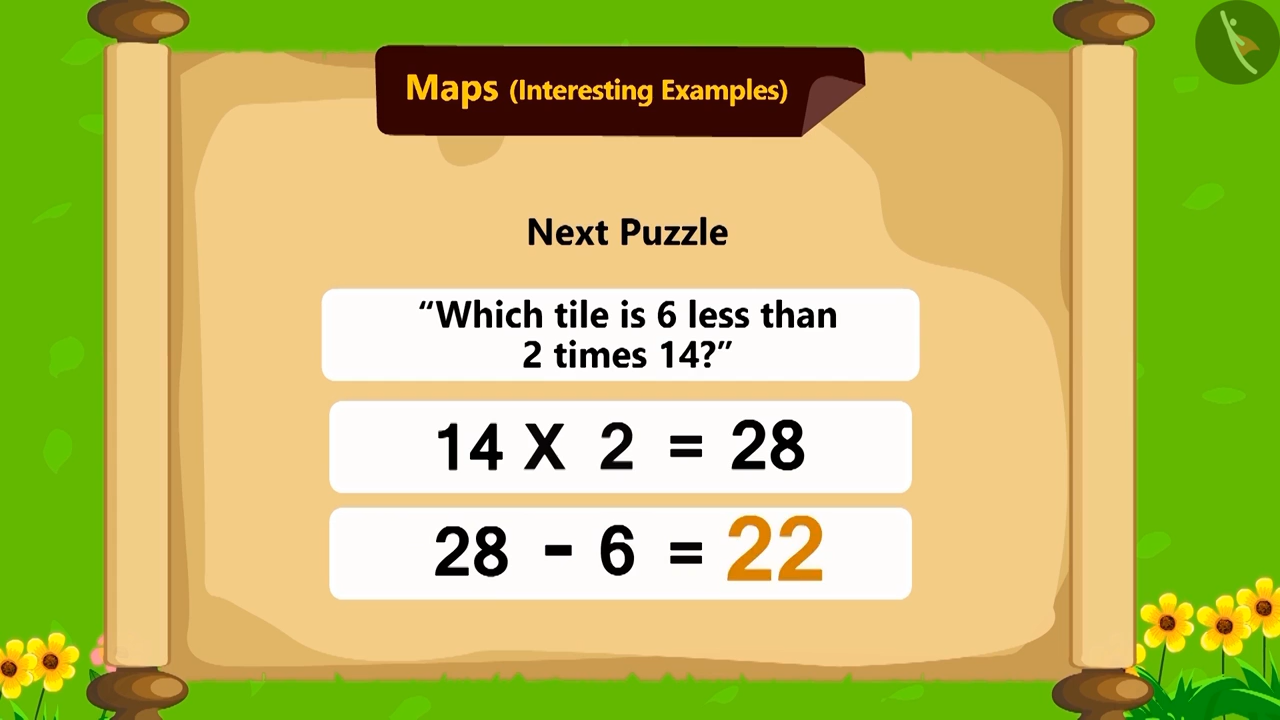 Maps (Interesting Examples)
Next Puzzle
“Which tile is 6 less than
2 times 14?”
14 X 2 = 28
28 - 6 = 22